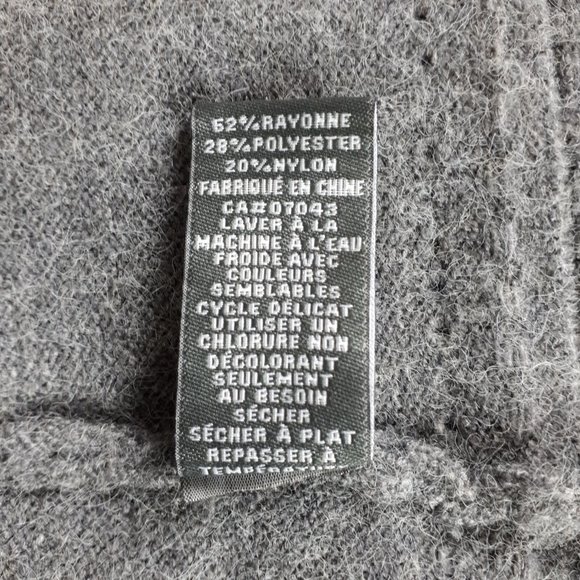 52%RAYONNE
28%POLYESTER
20%NYLON
FABRIQUÉ EN CHINE
CA#07043
LAVER À LA
MACHINE À L'EAU
FROIDE AVEC
COULEURS
SEMBLABLES
CYCLE DÉLICAT
UTILISER UN
CHLORURE NON
DÉCOLORANT
SEULEMENT
AU BESOIN
SÉCHER
SÉCHER À PLAT
REPASSER À
TEMPÉRATURE